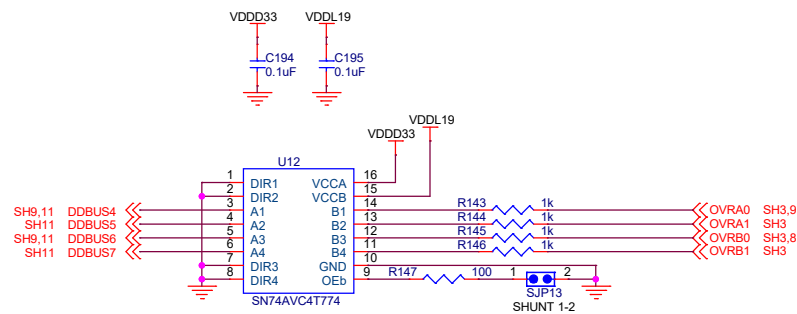 VDDD33 VDDL19
C194 C195
0.1uF 0.1uF
VDDL19
VDDD33
U12
1 DIR1 VCCA 16
2 DIR2 VCCB 15
SH9,11 DDBUS4 3 A1 B1 14 R143 1k OVRA0 SH3,9
SH11 DDBUS5 4 A2 B2 13 R144 1k OVRA1 SH3
SH9,11 DDBUS6 5 A3 B3 12 R145 1k OVRB0 SH3,8
SH11 DDBUS7 6 A4 B4 11 R146 1k OVRB1 SH3
7 DIR3 GND 10
8 DIR4 OEb 9 R147 100 1 2
SN74AVC4T774 SJP13
SHUNT 1-2